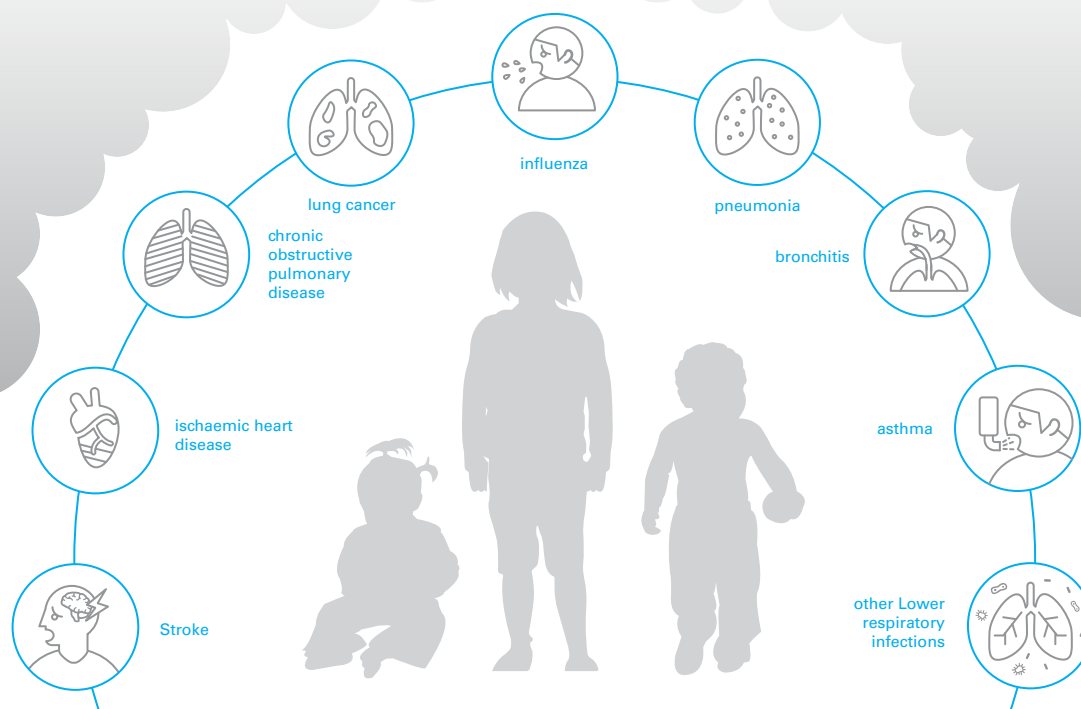 influenza
lung cancer
pneumonia
chronic
obstructive
pulmonary
disease
bronchitis
ischaemic heart
disease
asthma
Stroke
other Lower
respiratory
infections